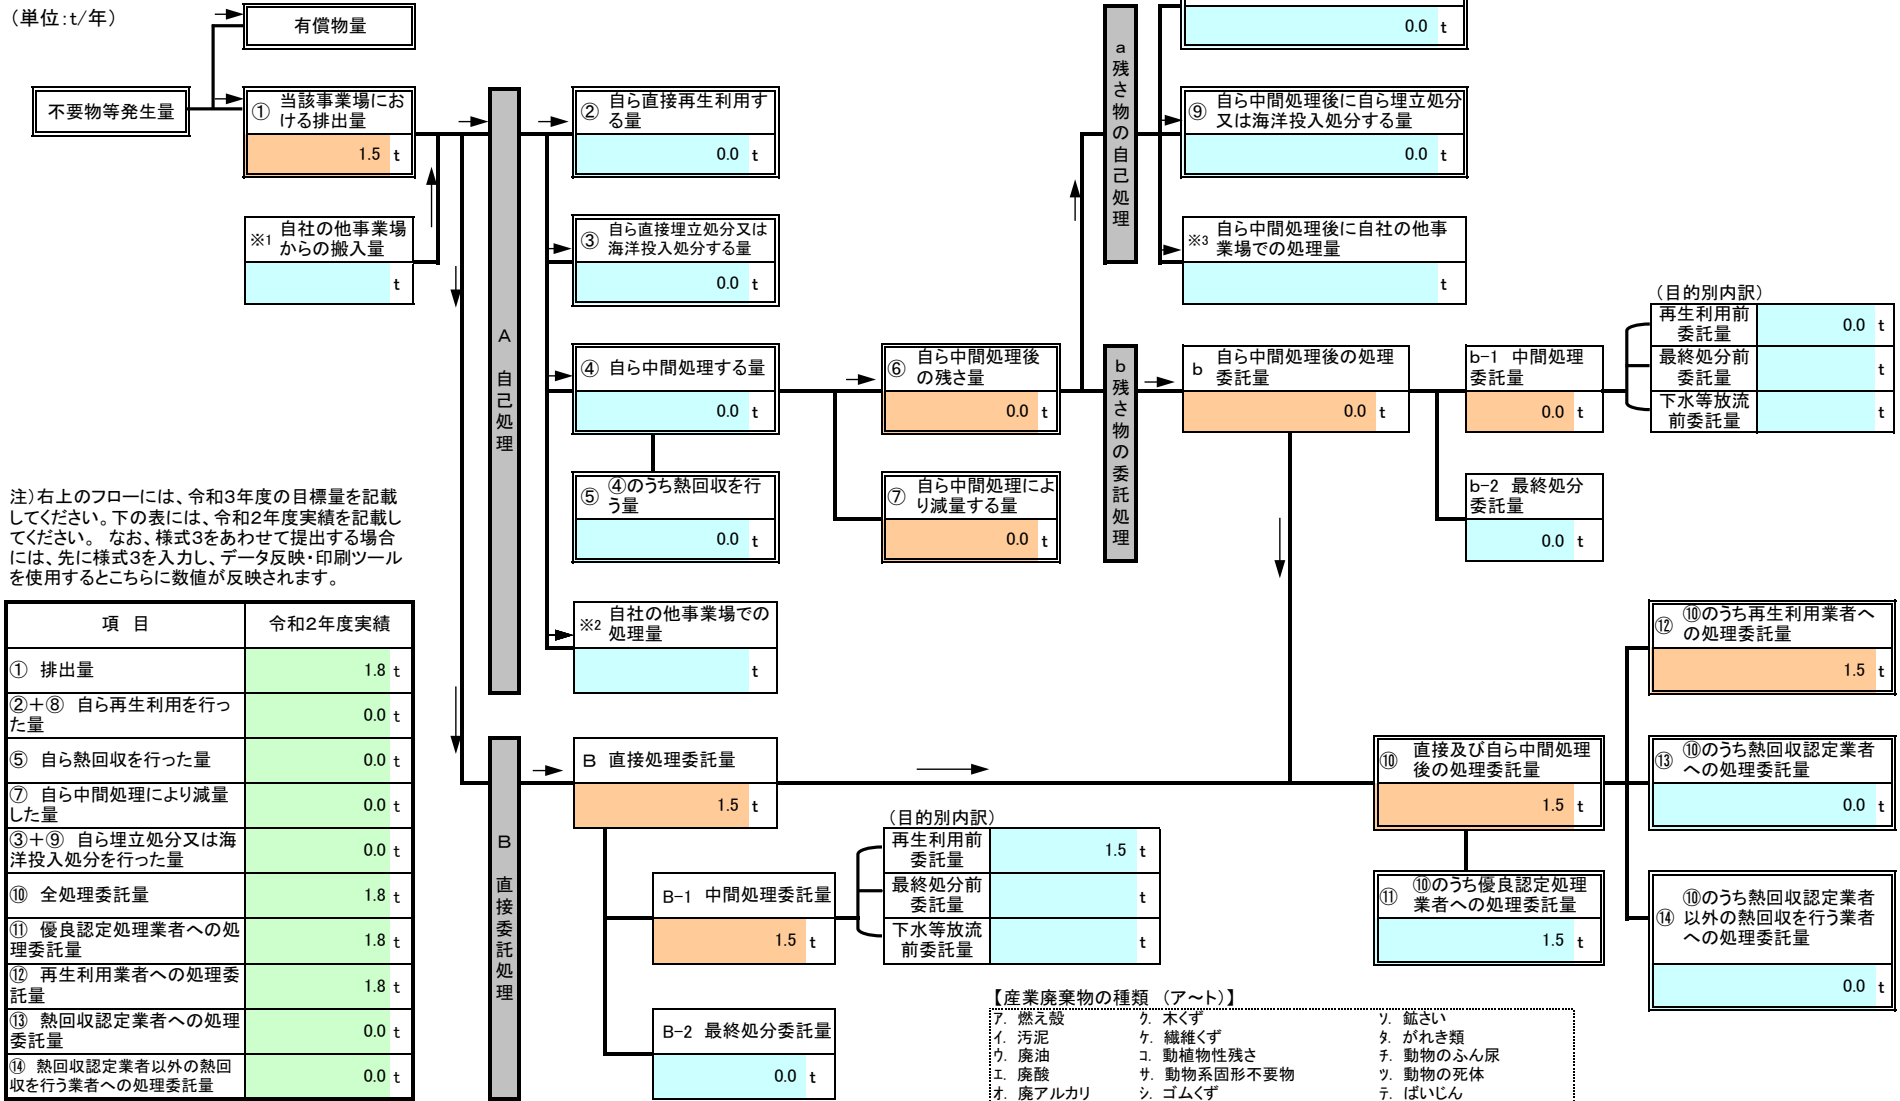 （単位:t/年）
有償物量
不要物等発生量
① 当該事業場にお
ける排出量
1.5 t
※1 自社の他事業場
からの搬入量
t
A 自己処理
② 自ら直接再生利用す
る量
0.0 t
③ 自ら直接埋立処分又は
海洋投入処分する量
0.0 t
④ 自ら中間処理する量
0.0 t
⑤ ④のうち熱回収を行
う量
0.0 t
※2 自社の他事業場での
処理量
t
⑥ 自ら中間処理後
の残さ量
0.0 t
⑦ 自ら中間処理によ
り減量する量
0.0 t
a 残さ物の自己処理
0.0 t
⑨ 自ら中間処理後に自ら埋立処分
又は海洋投入処分する量
0.0 t
※3 自ら中間処理後に自社の他事
業場での処理量
t
b 残さ物の委託処理
b 自ら中間処理後の処理
委託量
0.0 t
b-1 中間処理
委託量
0.0 t
（目的別内訳）
再生利用前
委託量
0.0 t
最終処分前
委託量
t
下水等放流
前委託量
t
b-2 最終処分
委託量
0.0 t
注）右上のフローには、令和3年度の目標量を記載
してください。下の表には、令和2年度実績を記載し
てください。 なお、様式3をあわせて提出する場合
には、先に様式3を入力し、データ反映・印刷ツール
を使用するとこちらに数値が反映されます。
項 目 令和2年度実績
① 排出量 1.8 t
②＋⑧ 自ら再生利用を行っ
た量 0.0 t
⑤ 自ら熱回収を行った量 0.0 t
⑦ 自ら中間処理により減量
した量 0.0 t
③＋⑨ 自ら埋立処分又は海
洋投入処分を行った量 0.0 t
⑩ 全処理委託量 1.8 t
⑪ 優良認定処理業者への処
理委託量 1.8 t
⑫ 再生利用業者への処理委
託量 1.8 t
⑬ 熱回収認定業者への処理
委託量 0.0 t
⑭ 熱回収認定業者以外の熱回
収を行う業者への処理委託量 0.0 t
B 直接委託処理
B 直接処理委託量
1.5 t
B-1 中間処理委託量
1.5 t
（目的別内訳）
再生利用前
委託量
1.5 t
最終処分前
委託量
t
下水等放流
前委託量
t
B-2 最終処分委託量
0.0 t
⑩ 直接及び自ら中間処理
後の処理委託量
1.5 t
⑪ ⑩のうち優良認定処理
業者への処理委託量
1.5 t
⑫ ⑩のうち再生利用業者へ
の処理委託量
1.5 t
⑬ ⑩のうち熱回収認定業者
への処理委託量
0.0 t
⑭ ⑩のうち熱回収認定業者
以外の熱回収を行う業者
への処理委託量
0.0 t
【産業廃棄物の種類 （ア～ト）】
ア. 燃え殻 ク. 木くず ソ. 鉱さい
イ. 汚泥 ケ. 繊維くず タ. がれき類
ウ. 廃油 コ. 動植物性残さ チ. 動物のふん尿
エ. 廃酸 サ. 動物系固形不要物 ツ. 動物の死体
オ. 廃アルカリ シ. ゴムくず テ. ばいじん